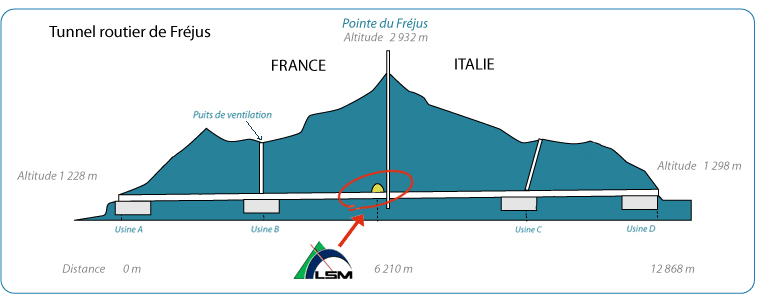 Tunnel routier de Fréjus
Pointe du Fréjus
Altitude 2 932 m
FRANCE
ITALIE
Puits de ventilation
Altitude 1 228 m
Altitude 1 298 m
Usine A
Usine B
Usine C
Usine D
LSM
Distance
0 m
6 210 m
12 868 m